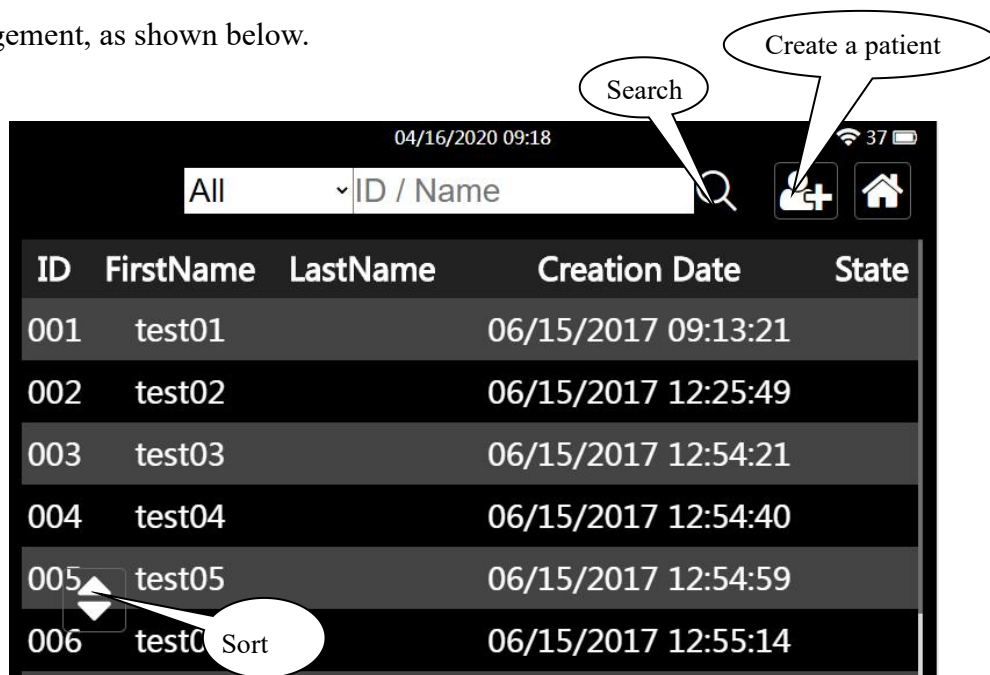 gement, as shown below.
Create a patient
Search
04/16/2020 09:18 37
All ID / Name
ID FirstName LastName Creation Date State
001 test01 06/15/2017 09:13:21
002 test02 06/15/2017 12:25:49
003 test03 06/15/2017 12:54:21
004 test04 06/15/2017 12:54:40
005 test05 06/15/2017 12:54:59
006 test0 06/15/2017 12:55:14
Sort